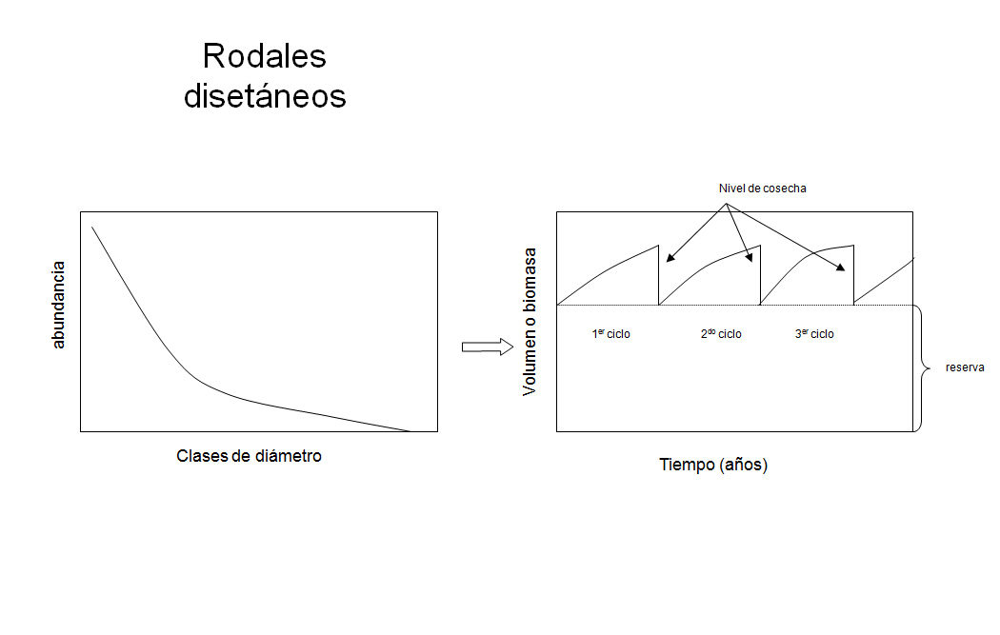 Rodales
disetáneos
abundancia
Clases de diámetro
Nivel de cosecha
Volumen o biomasa
1er ciclo
2do ciclo
3er ciclo
reserva
Tiempo (años)